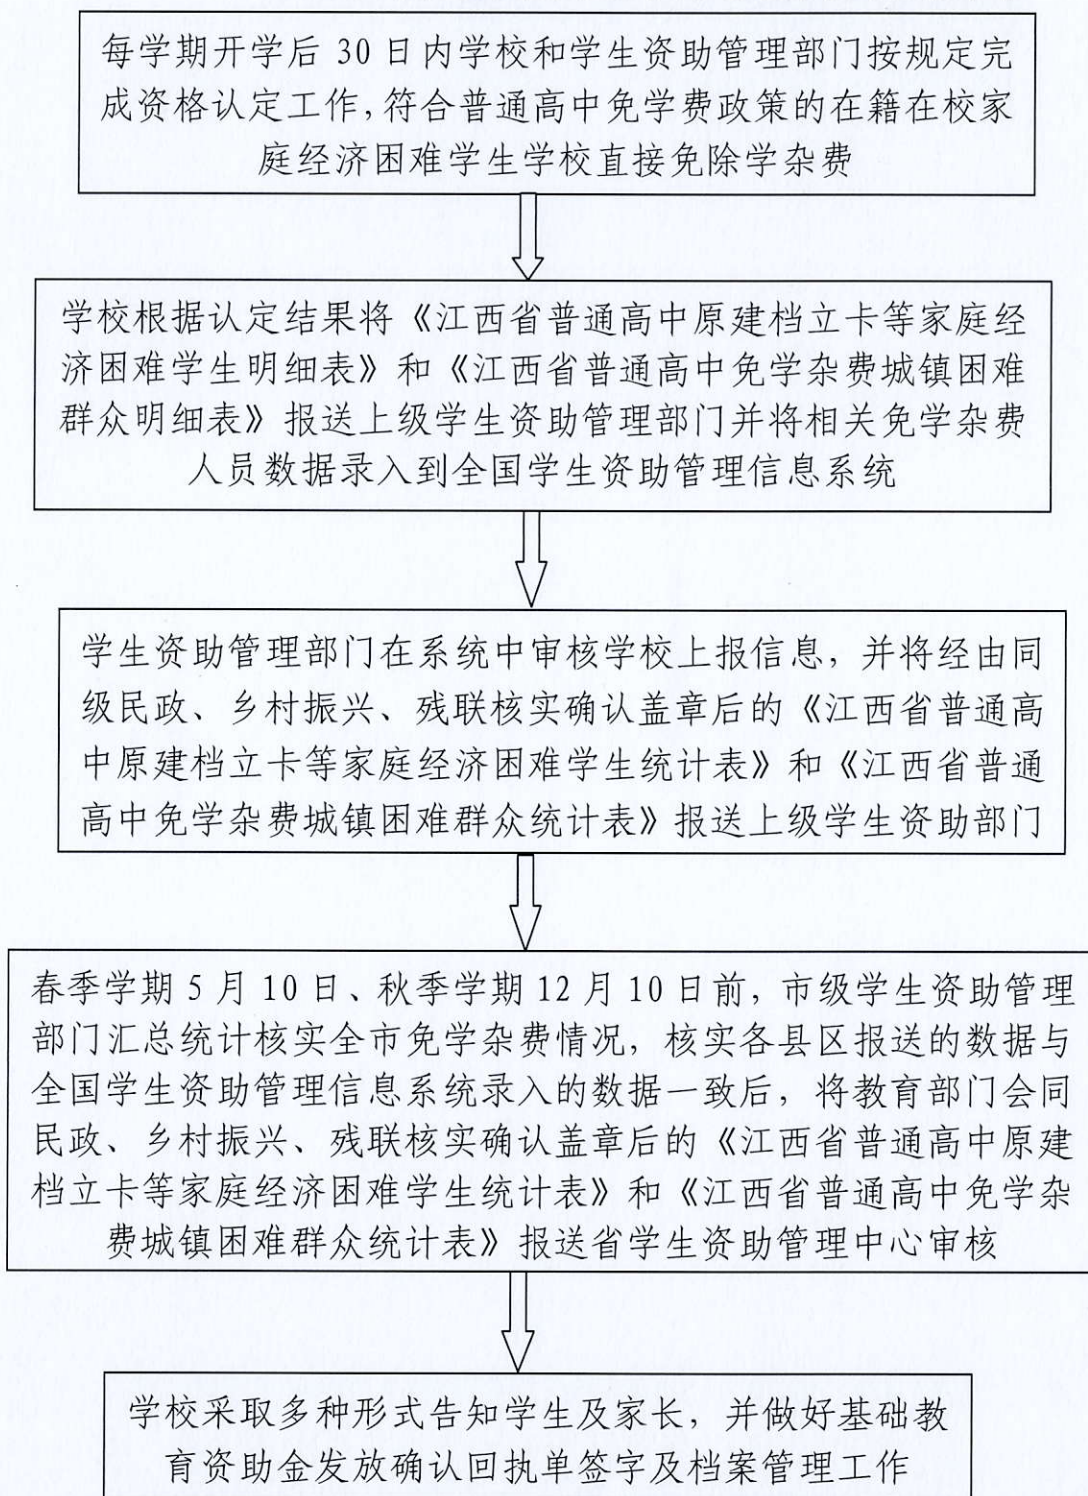 每学期开学后 30 日内学校和学生资助管理部门按规定完
成资格认定工作,符合普通高中免学费政策的在籍在校家
庭经济困难学生学校直接免除学杂费
学校根据认定结果将《江西省普通高中原建档立卡等家庭经
济困难学生明细表》和《江西省普通高中免学杂费城镇困难
群众明细表》报送上级学生资助管理部门并将相关免学杂费
人员数据录入到全国学生资助管理信息系统
学生资助管理部门在系统中审核学校上报信息，并将经由同
级民政、乡村振兴、残联核实确认盖章后的《江西省普通高
中原建档立卡等家庭经济困难学生统计表》和《江西省普通
高中免学杂费城镇困难群众统计表》报送上级学生资助部门
春季学期 5 月 10 日、秋季学期 12 月 10 日前，市级学生资助管理
部门汇总统计核实全市免学杂费情况，核实各县区报送的数据与
全国学生资助管理信息系统录入的数据一致后，将教育部门会同
民政、乡村振兴、残联核实确认盖章后的《江西省普通高中原建
档立卡等家庭经济困难学生统计表》和《江西省普通高中免学杂
费城镇困难群众统计表》报送省学生资助管理中心审核
学校采取多种形式告知学生及家长，并做好基础教
育资助金发放确认回执单签字及档案管理工作